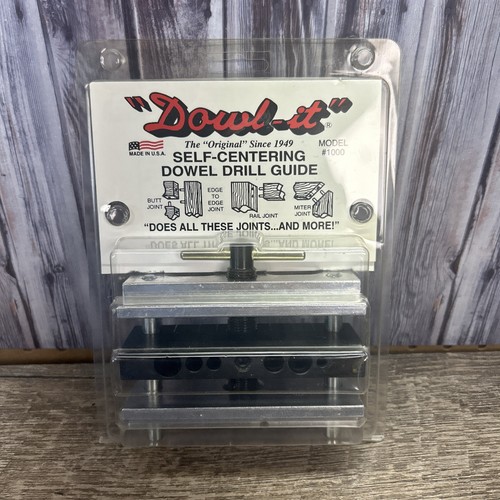 "Dowl-it"®
The "Original" Since 1949
MADE IN U.S.A.
MODEL #1000
SELF-CENTERING
DOWEL DRILL GUIDE
BUTT JOINT
EDGE TO EDGE JOINT
RAIL JOINT
MITER JOINT
"DOES ALL THESE JOINTS...AND MORE!"